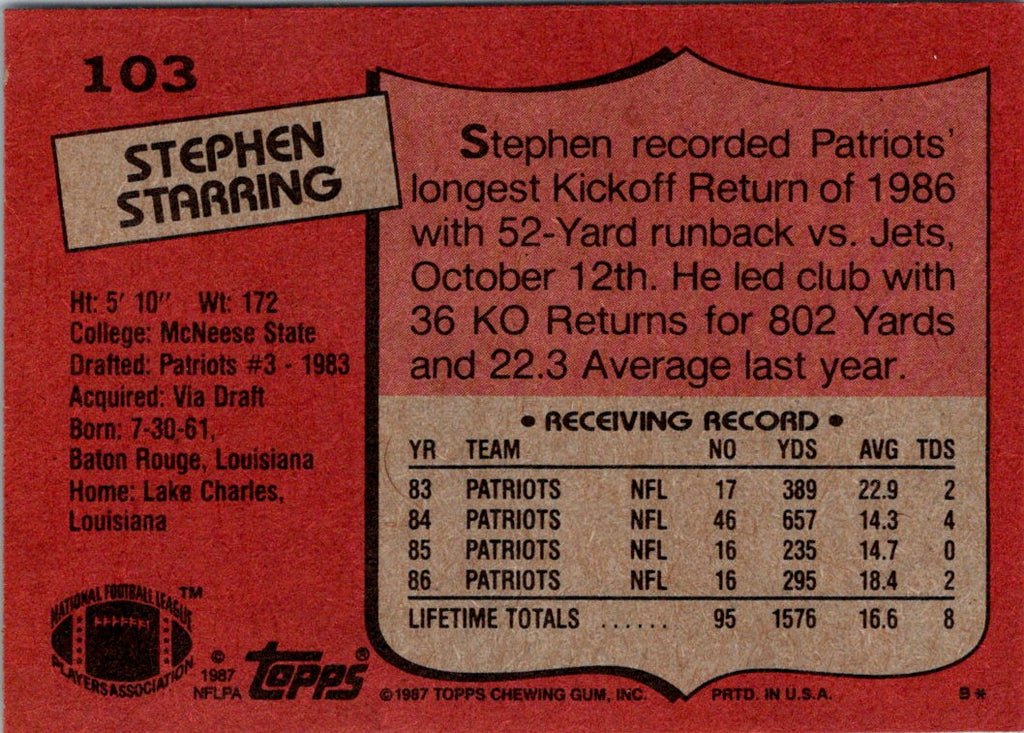 103
STEPHEN
STARRING
Ht: 5' 10" Wt: 172
College: McNeese State
Drafted: Patriots #3 - 1983
Acquired: Via Draft
Born: 7-30-61,
Baton Rouge, Louisiana
Home: Lake Charles,
Louisiana
NATIONAL FOOTBALL LEAGUE
PLAYERS ASSOCIATION
TM
© 1987
NFLPA
Topps®
Stephen recorded Patriots'
longest Kickoff Return of 1986
with 52-Yard runback vs. Jets,
October 12th. He led club with
36 KO Returns for 802 Yards
and 22.3 Average last year.
• RECEIVING RECORD •
YR TEAM NO YDS AVG TDS
83 PATRIOTS NFL 17 389 22.9 2
84 PATRIOTS NFL 46 657 14.3 4
85 PATRIOTS NFL 16 235 14.7 0
86 PATRIOTS NFL 16 295 18.4 2
LIFETIME TOTALS ...... 95 1576 16.6 8
©1987 TOPPS CHEWING GUM, INC. PRTD. IN U.S.A. B*